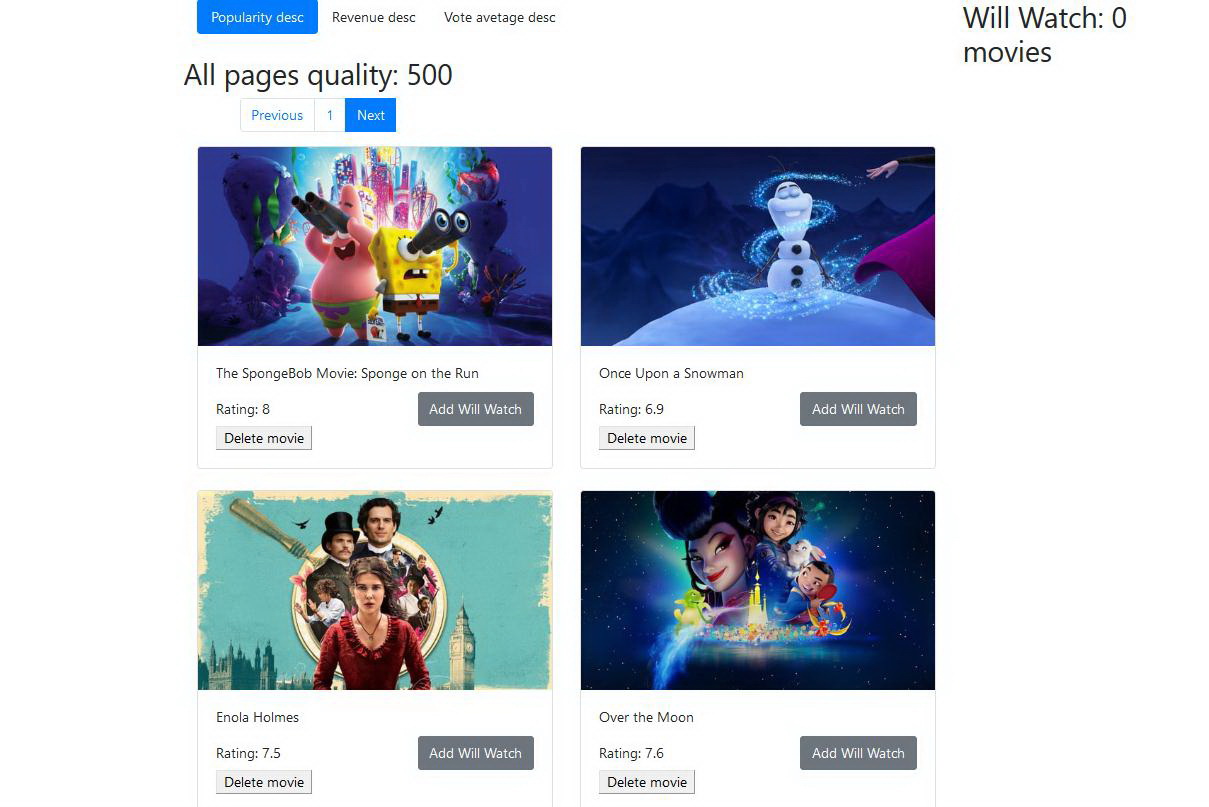 Popularity desc
Revenue desc
Vote avetage desc
Will Watch: 0
movies
All pages quality: 500
Previous
1
Next
The SpongeBob Movie: Sponge on the Run
Rating: 8
Add Will Watch
Delete movie
Once Upon a Snowman
Rating: 6.9
Add Will Watch
Delete movie
Enola Holmes
Rating: 7.5
Add Will Watch
Delete movie
Over the Moon
Rating: 7.6
Add Will Watch
Delete movie